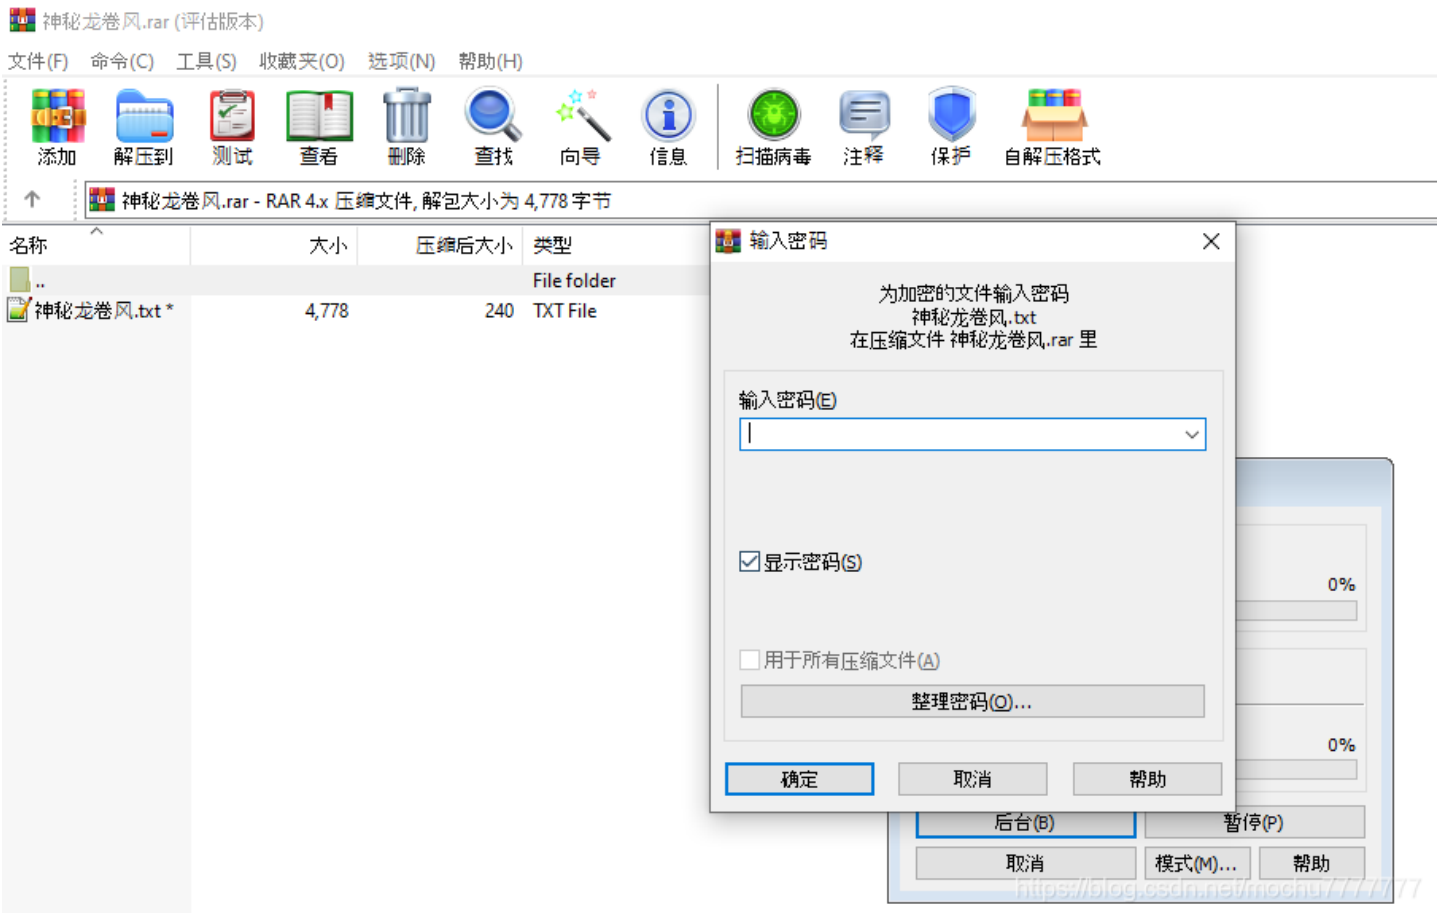 神秘龙卷风.rar (评估版本)
文件(F) 命令(C) 工具(S) 收藏夹(O) 选项(N) 帮助(H)
添加 解压到 测试 查看 删除 查找 向导 信息 扫描病毒 注释 保护 自解压格式
神秘龙卷风.rar - RAR 4.x 压缩文件, 解包大小为 4,778 字节
名称 大小 压缩后大小 类型
.. File folder
神秘龙卷风.txt * 4,778 240 TXT File
输入密码
为加密的文件输入密码
神秘龙卷风.txt
在压缩文件 神秘龙卷风.rar 里
输入密码(E)
显示密码(S)
用于所有压缩文件(A)
整理密码(O)...
确定 取消 帮助
0%
0%
后台(B) 暂停(P)
取消 模式(M)... 帮助
https://blog.csdn.net/mochu7777777